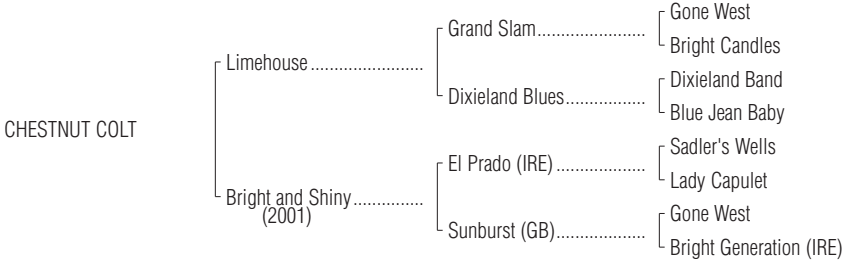 Gone West
Grand Slam.......................
Bright Candles
Limehouse ........................
Dixieland Band
Dixieland Blues.................
Blue Jean Baby
CHESTNUT COLT
Sadler's Wells
El Prado (IRE) ...................
Lady Capulet
Bright and Shiny...............
(2001)
Gone West
Sunburst (GB)...................
Bright Generation (IRE)